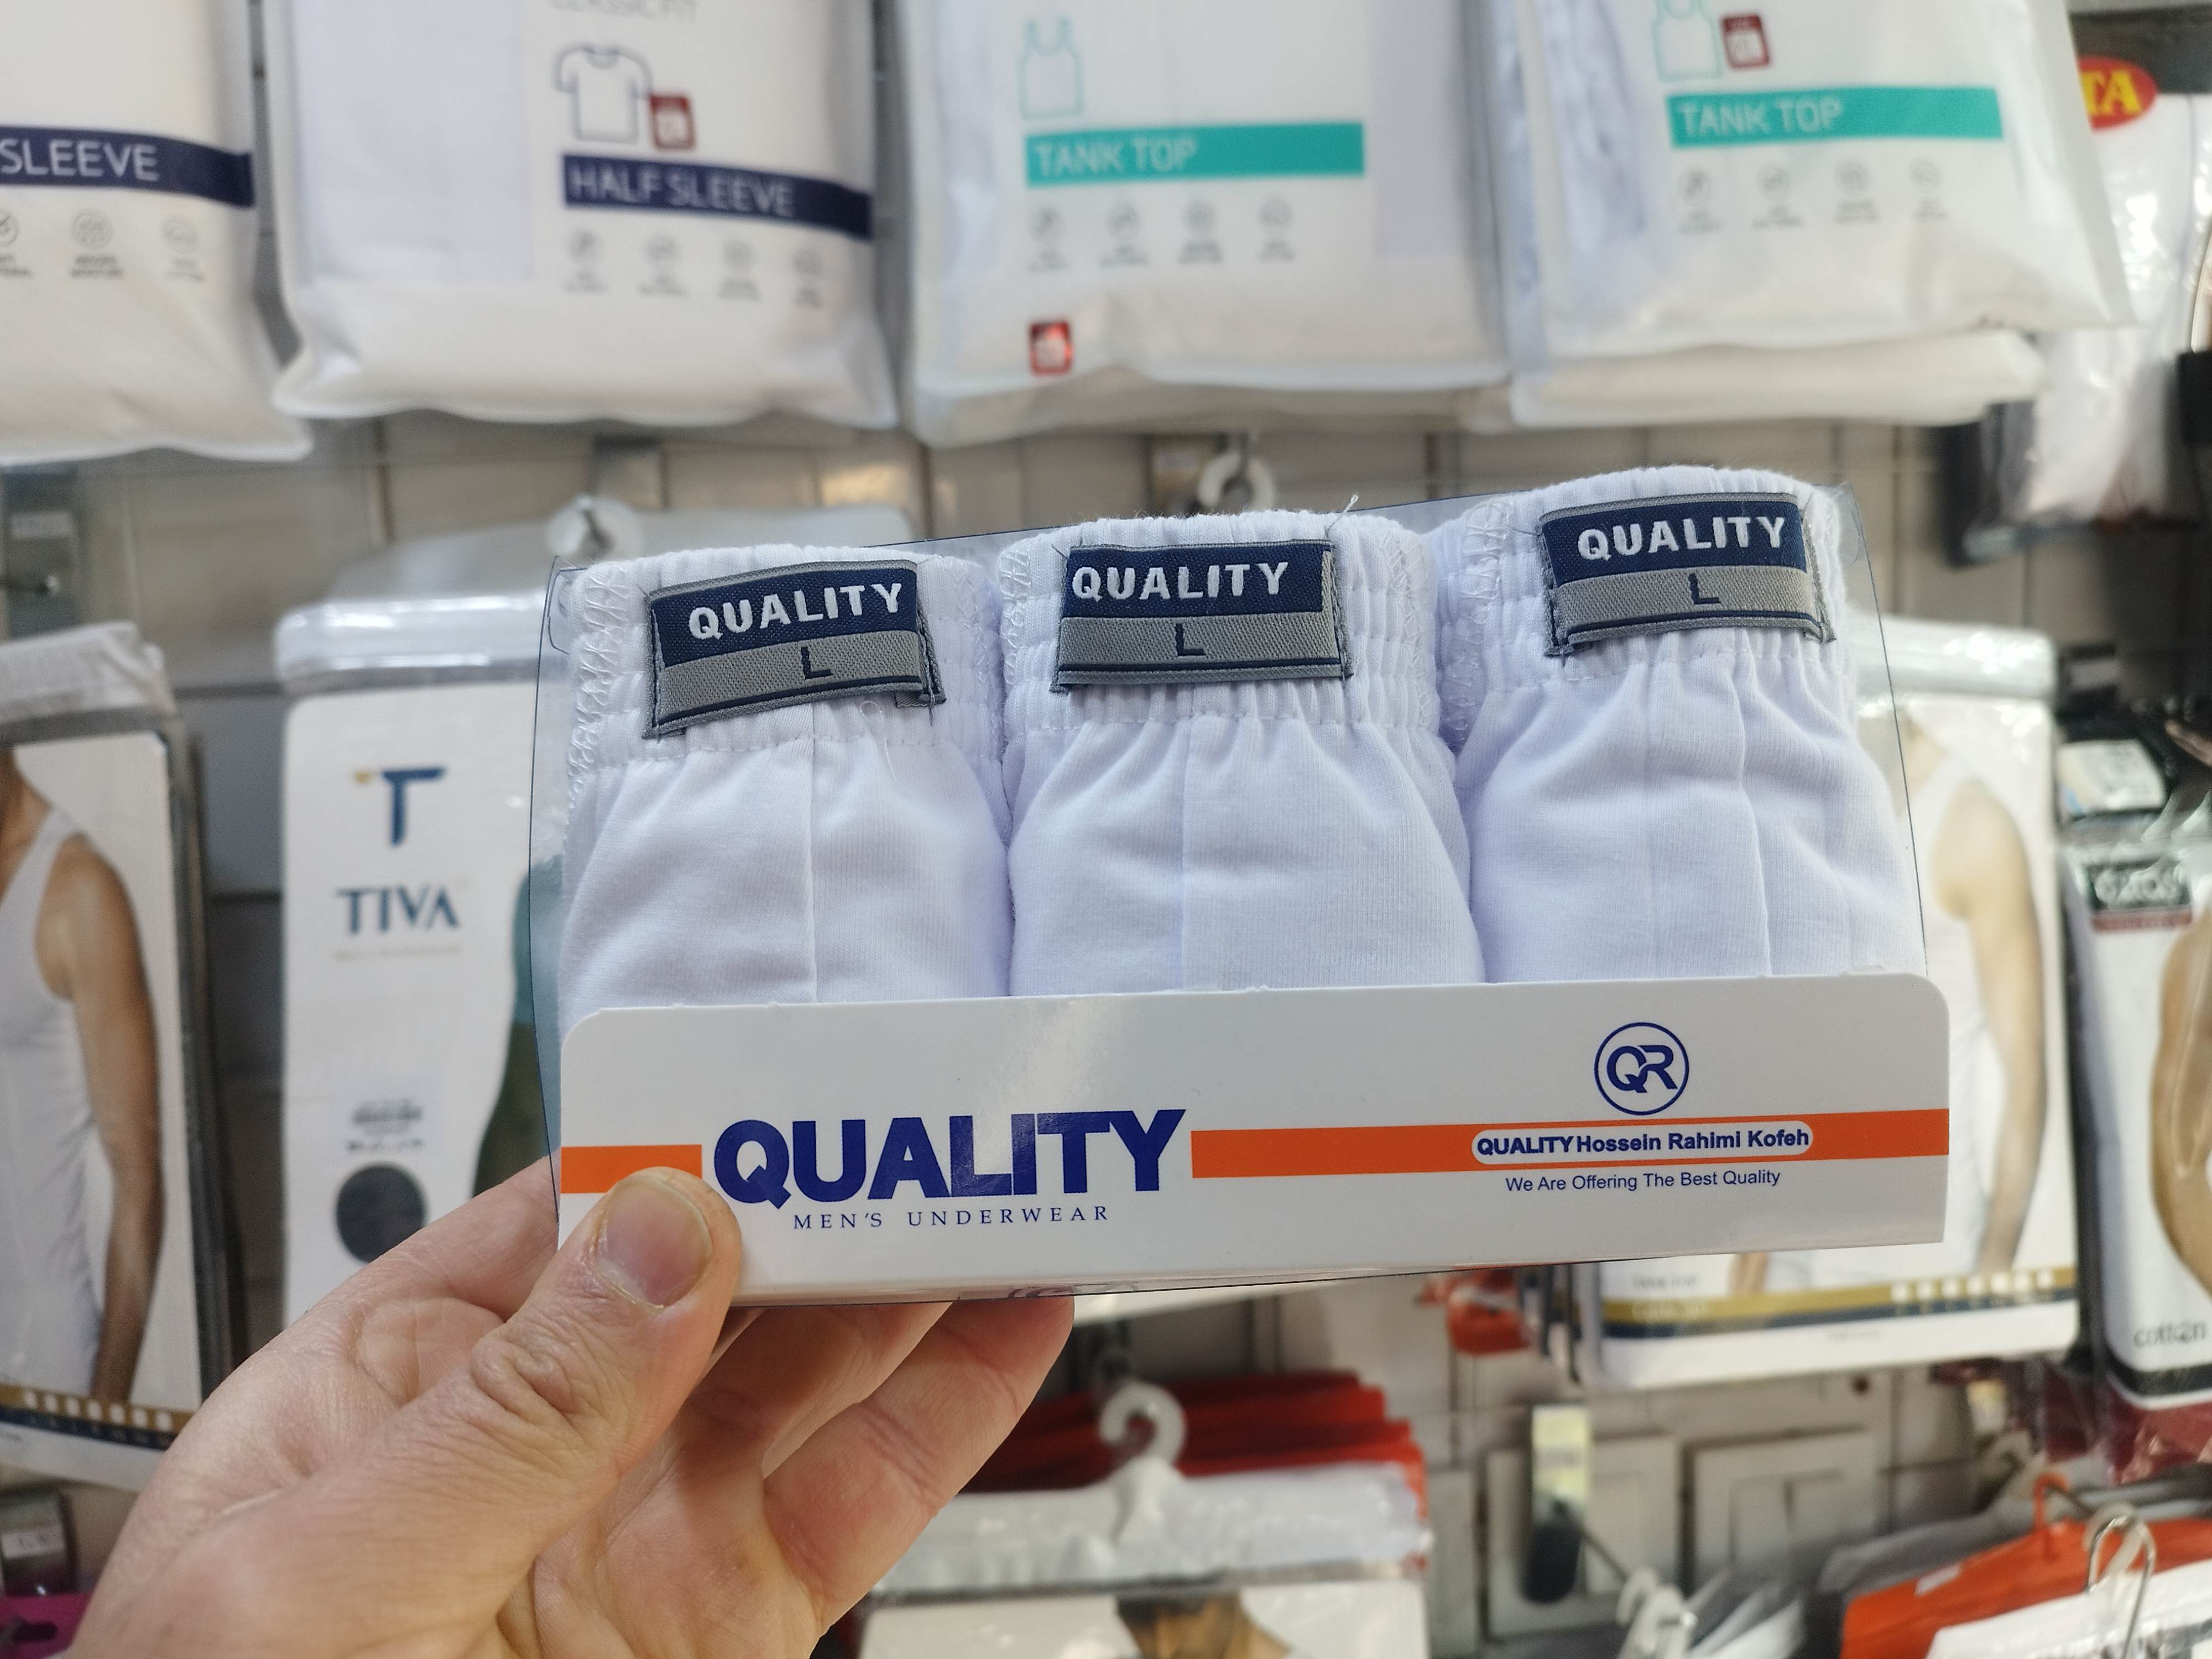 SLEEVE
HALF SLEEVE
TANK TOP
TANK TOP
QUALITY
L
QUALITY
L
QUALITY
L
T
TIVA
QR
QUALITY
MEN'S UNDERWEAR
QUALITY Hossein Rahimi Kofeh
We Are Offering The Best Quality
cotton